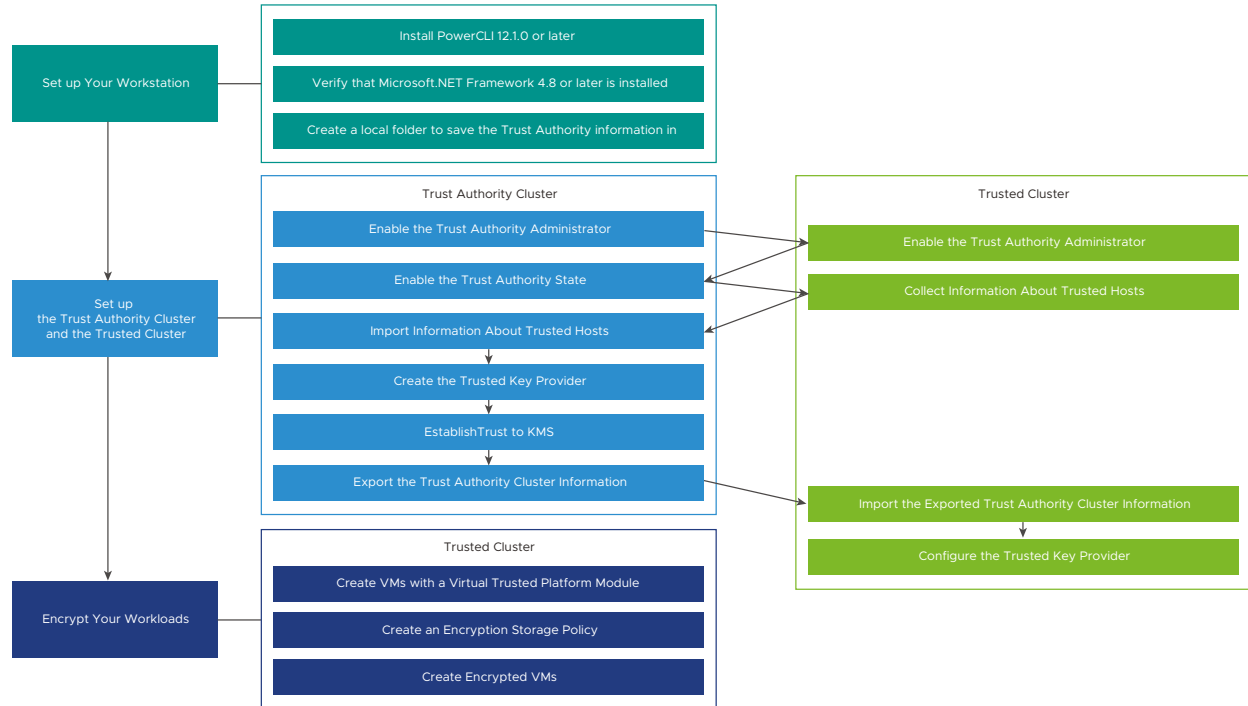 Set up Your Workstation
Install PowerCLI 12.1.0 or later
Verify that Microsoft.NET Framework 4.8 or later is installed
Create a local folder to save the Trust Authority information in
Set up
the Trust Authority Cluster
and the Trusted Cluster
Trust Authority Cluster
Enable the Trust Authority Administrator
Enable the Trust Authority State
Import Information About Trusted Hosts
Create the Trusted Key Provider
EstablishTrust to KMS
Export the Trust Authority Cluster Information
Trusted Cluster
Enable the Trust Authority Administrator
Collect Information About Trusted Hosts
Import the Exported Trust Authority Cluster Information
Configure the Trusted Key Provider
Encrypt Your Workloads
Trusted Cluster
Create VMs with a Virtual Trusted Platform Module
Create an Encryption Storage Policy
Create Encrypted VMs